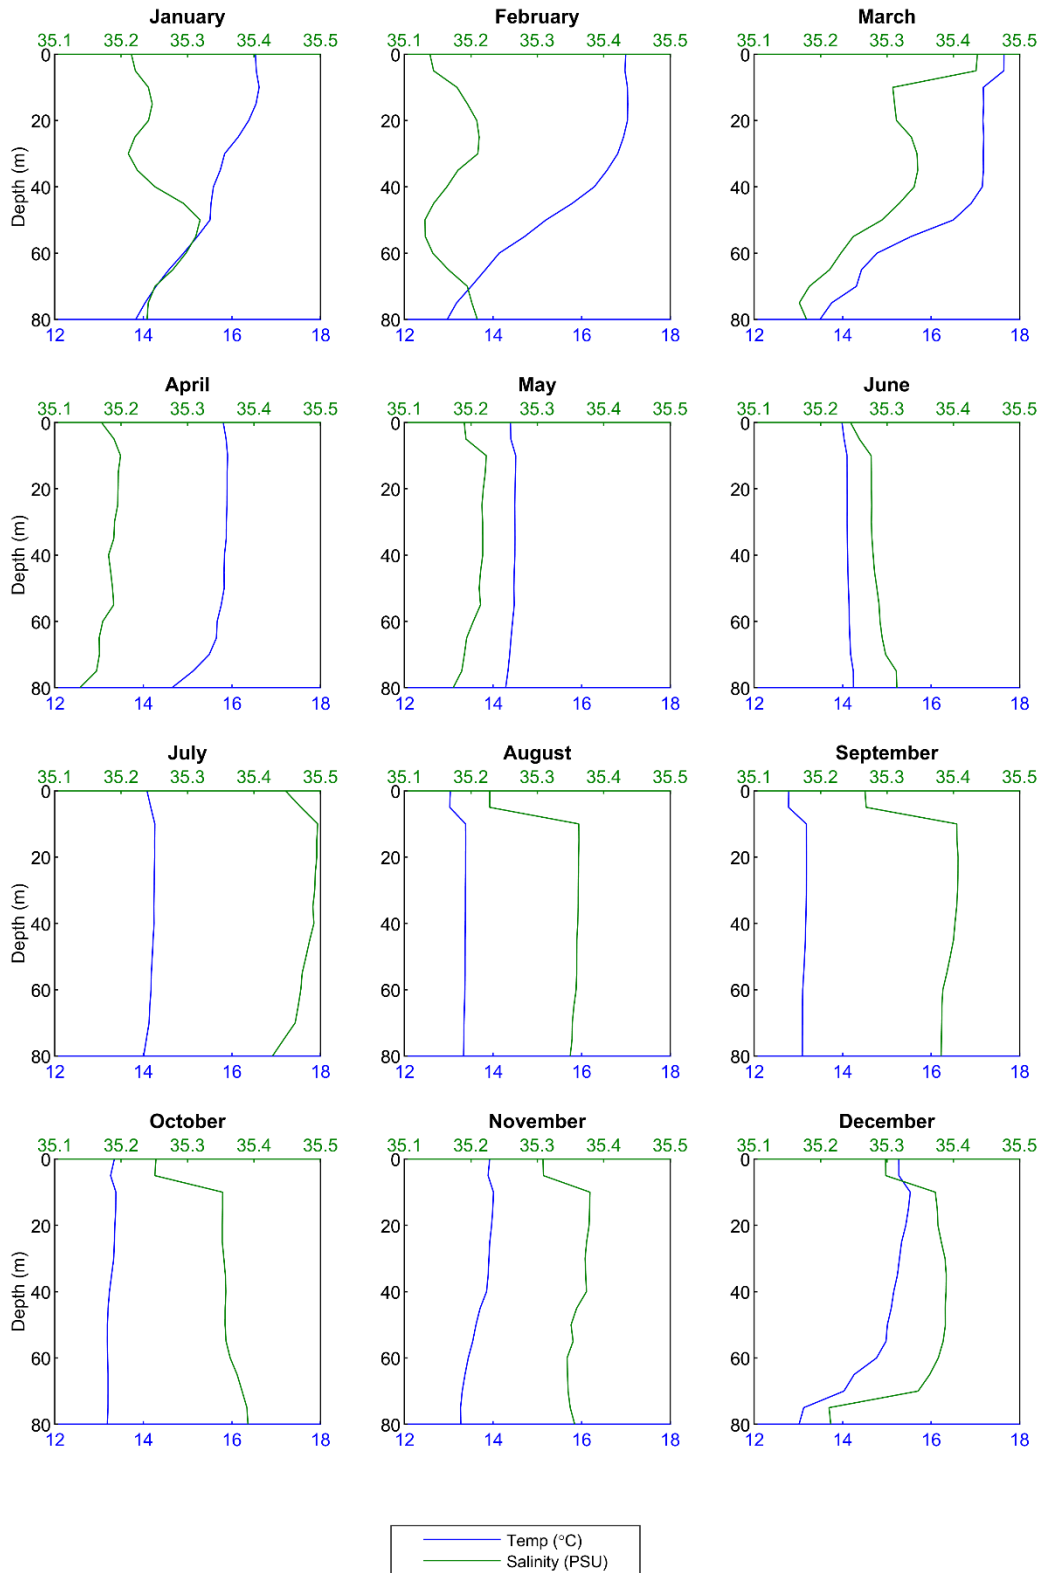 January February March
35.1 35.2 35.3 35.4 35.5 35.1 35.2 35.3 35.4 35.5 35.1 35.2 35.3 35.4 35.5
0 0 0
20 20 20
Depth (m)
40 40 40
60 60 60
80 80 80
12 14 16 18 12 14 16 18 12 14 16 18
April May June
35.1 35.2 35.3 35.4 35.5 35.1 35.2 35.3 35.4 35.5 35.1 35.2 35.3 35.4 35.5
0 0 0
20 20 20
Depth (m)
40 40 40
60 60 60
80 80 80
12 14 16 18 12 14 16 18 12 14 16 18
July August September
35.1 35.2 35.3 35.4 35.5 35.1 35.2 35.3 35.4 35.5 35.1 35.2 35.3 35.4 35.5
0 0 0
20 20 20
Depth (m)
40 40 40
60 60 60
80 80 80
12 14 16 18 12 14 16 18 12 14 16 18
October November December
35.1 35.2 35.3 35.4 35.5 35.1 35.2 35.3 35.4 35.5 35.1 35.2 35.3 35.4 35.5
0 0 0
20 20 20
Depth (m)
40 40 40
60 60 60
80 80 80
12 14 16 18 12 14 16 18 12 14 16 18
Temp (°C)
Salinity (PSU)